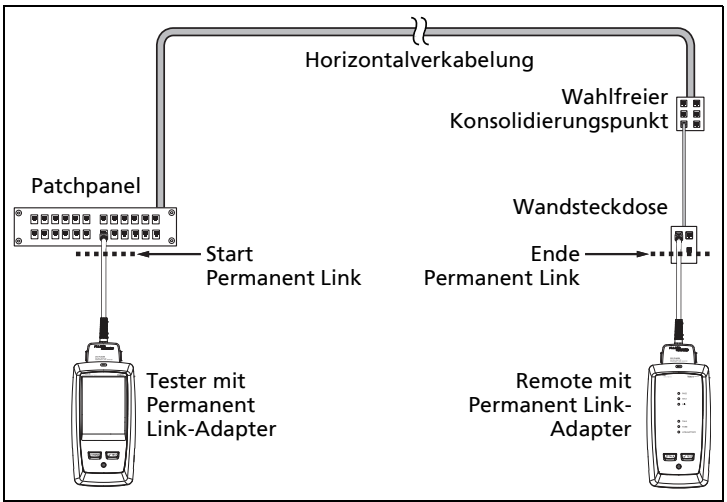 Horizontalverkabelung
Wahlfreier
Konsolidierungspunkt
Patchpanel
Wandsteckdose
Start
Permanent Link
Ende
Permanent Link
Tester mit
Permanent
Link-Adapter
Remote mit
Permanent Link-
Adapter